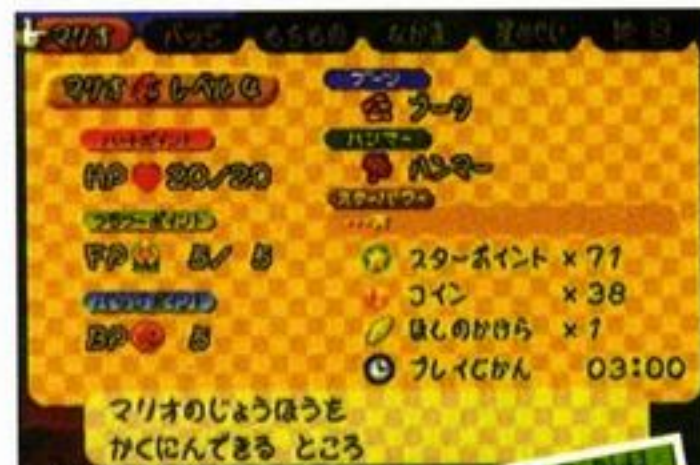 マリオ バッジ もちもの なかま
マリオ レベル 4
ハートポイント
HP 20/20
フラワーポイント
FP 5/ 5
バッジポイント
BP 5
ブーツ
ブーツ
ハンマー
ハンマー
スターパワー
スターポイント ×71
コイン ×38
ほしのかけら ×1
プレイじかん 03:00
マリオのじょうほうを
かくにんできる ところ